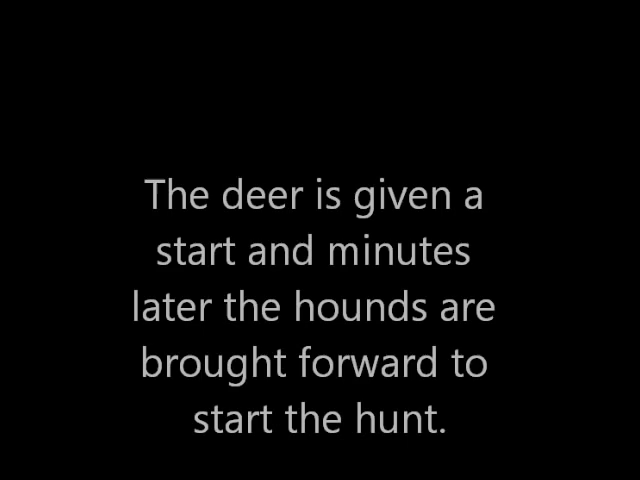 The deer is given a
start and minutes
later the hounds are
brought forward to
start the hunt.